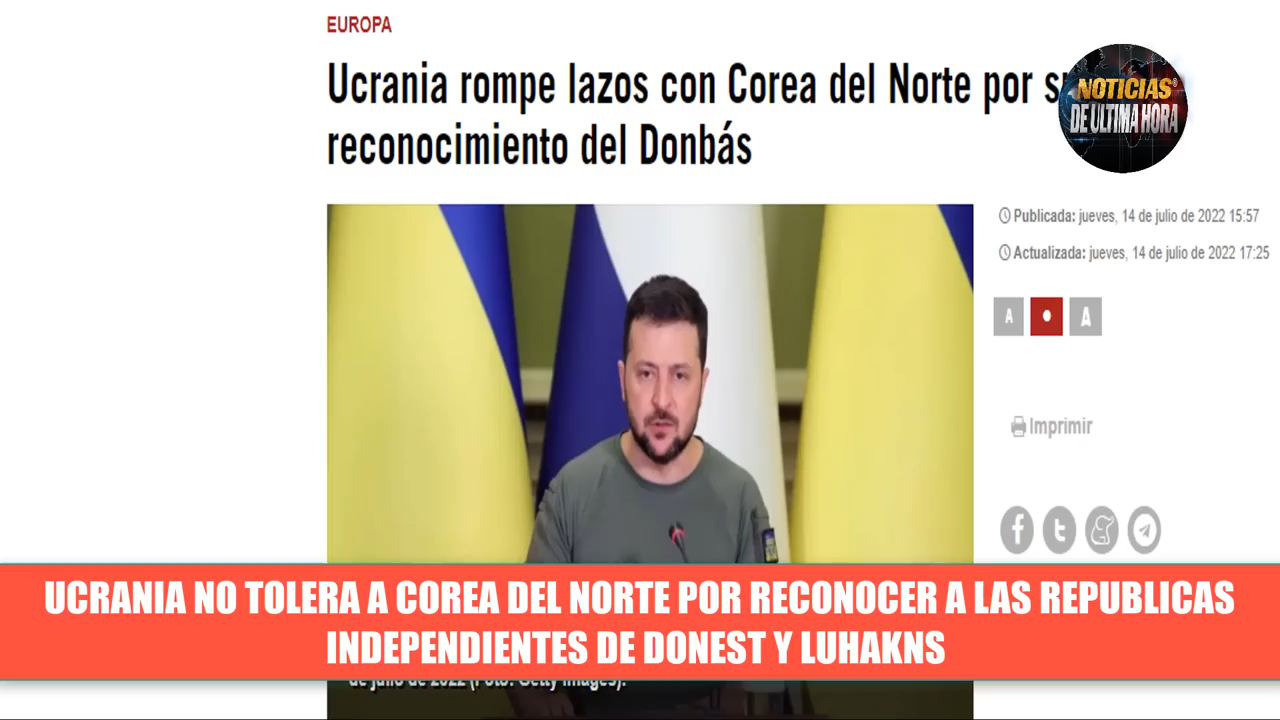 EUROPA
Ucrania rompe lazos con Corea del Norte por
reconocimiento del Donbás
NOTICIAS
DE ULTIMA HORA
Publicada: jueves, 14 de julio de 2022 15:57
Actualizada: jueves, 14 de julio de 2022 17:25
A A
Imprimir
UCRANIA NO TOLERA A COREA DEL NORTE POR RECONOCER A LAS REPUBLICAS
INDEPENDIENTES DE DONEST Y LUHAKNS
de julio de 2022 (Foto: Getty Images).